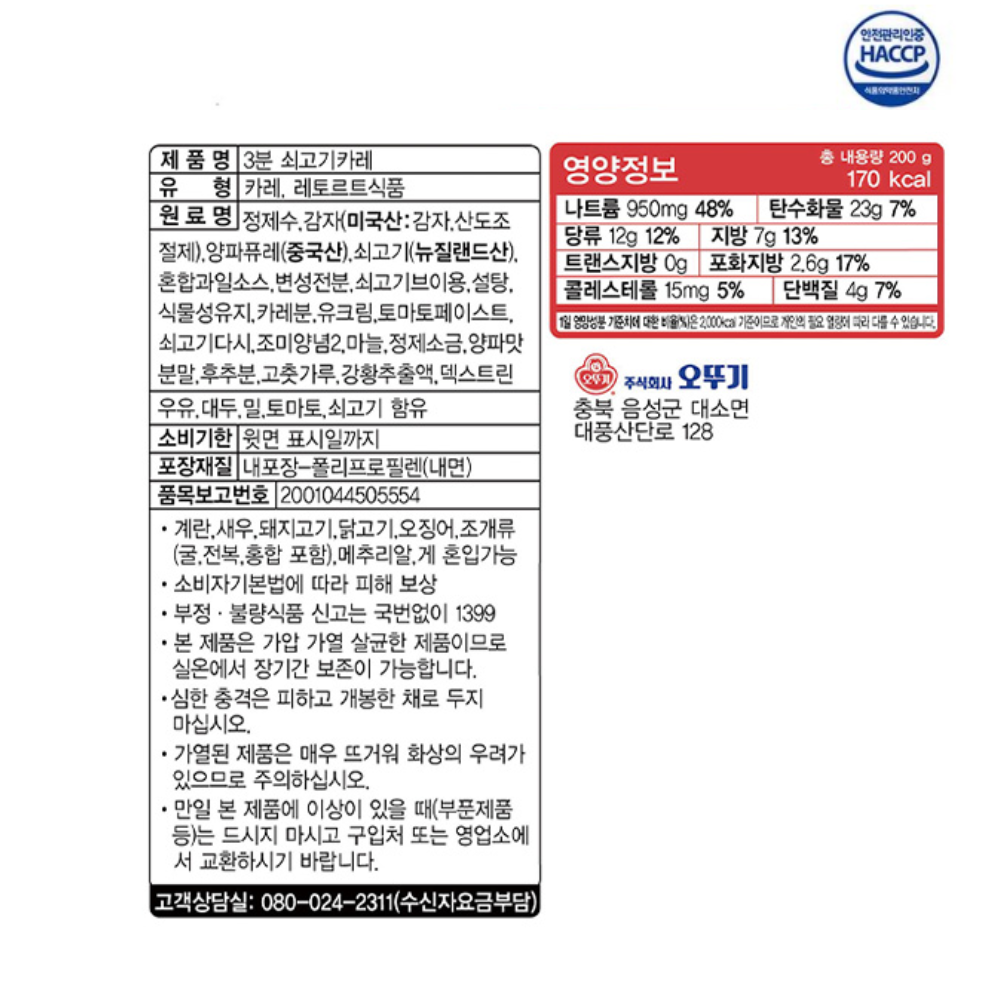 안전관리인증
HACCP
식품의약품안전처
제 품 명 3분 쇠고기카레
유 형 카레, 레토르트식품
원 료 명 정제수,감자(미국산:감자,산도조
절제),양파퓨레(중국산),쇠고기(뉴질랜드산),
혼합과일소스,변성전분,쇠고기브이용,설탕,
식물성유지,카레분,유크림,토마토페이스트,
쇠고기다시,조미양념2,마늘,정제소금,양파맛
분말,후추분,고춧가루,강황추출액,덱스트린
우유,대두,밀,토마토,쇠고기 함유
소비기한 윗면 표시일까지
포장재질 내포장-폴리프로필렌(내면)
품목보고번호 2001044505554
• 계란,새우,돼지고기,닭고기,오징어,조개류
(굴,전복,홍합 포함),메추리알,게 혼입가능
• 소비자기본법에 따라 피해 보상
• 부정 · 불량식품 신고는 국번없이 1399
• 본 제품은 가압 가열 살균한 제품이므로
실온에서 장기간 보존이 가능합니다.
• 심한 충격은 피하고 개봉한 채로 두지
마십시오.
• 가열된 제품은 매우 뜨거워 화상의 우려가
있으므로 주의하십시오.
• 만일 본 제품에 이상이 있을 때(부푼제품
등)는 드시지 마시고 구입처 또는 영업소에
서 교환하시기 바랍니다.
고객상담실: 080-024-2311(수신자요금부담)
영양정보
총 내용량 200 g
170 kcal
나트륨 950mg 48% 탄수화물 23g 7%
당류 12g 12% 지방 7g 13%
트랜스지방 0g 포화지방 2.6g 17%
콜레스테롤 15mg 5% 단백질 4g 7%
1일 영양성분 기준치에 대한 비율(%)은 2,000kcal 기준이므로 개인의 필요 열량에 따라 다를 수 있습니다.
오뚜기 주식회사 오뚜기
충북 음성군 대소면
대풍산단로 128